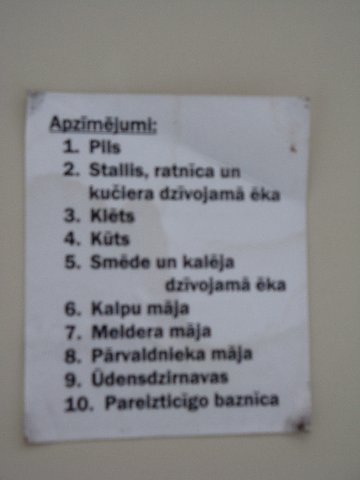 Apzīmējumi:
1. Pils
2. Stallis, ratnīca un
kučiera dzīvojamā ēka
3. Klēts
4. Kūts
5. Smēde un kalēja
dzīvojamā ēka
6. Kalpu māja
7. Meldera māja
8. Pārvaldnieka māja
9. Ūdensdzirnavas
10. Pareizticīgo baznīca